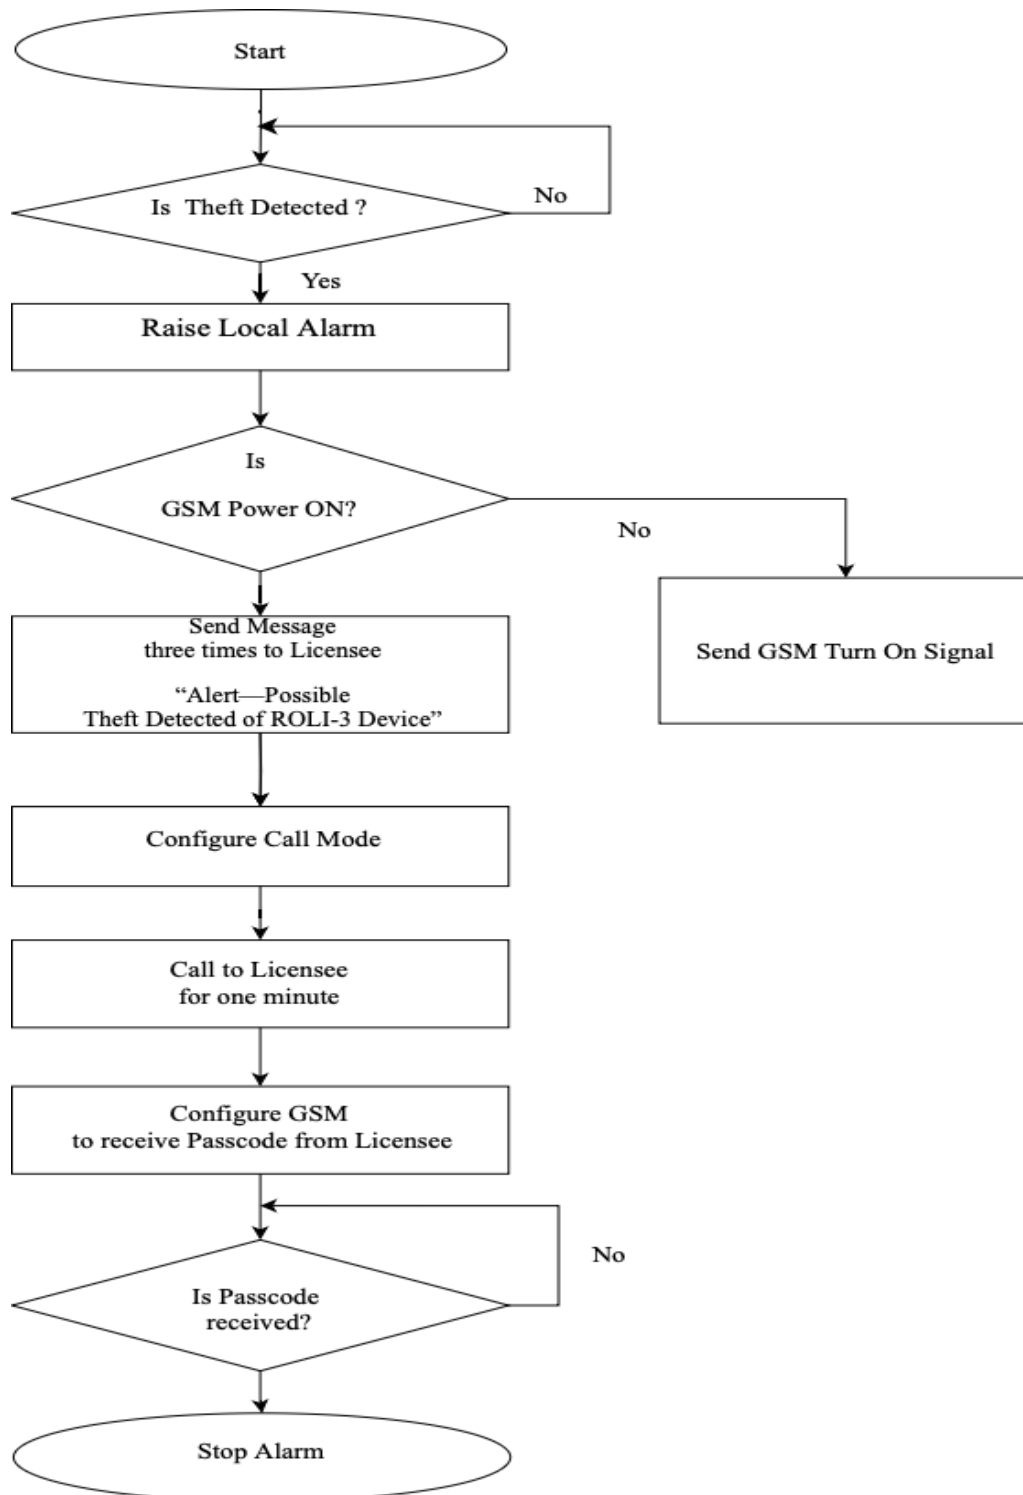 Start
Is Theft Detected ?
No
Yes
Raise Local Alarm
Is
GSM Power ON?
No
Send Message
three times to Licensee
“Alert—Possible
Theft Detected of ROLI-3 Device”
Send GSM Turn On Signal
Configure Call Mode
Call to Licensee
for one minute
Configure GSM
to receive Passcode from Licensee
No
Is Passcode
received?
Stop Alarm